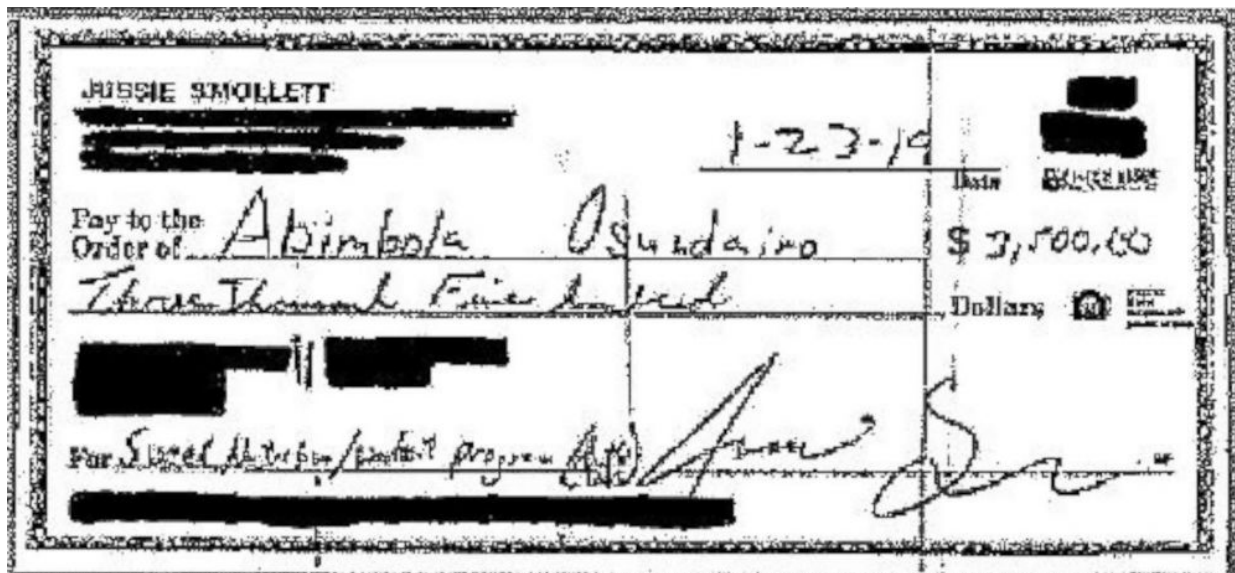 JUSSIE SMOLLETT
1-23-19
Date
Pay to the
Order of Abimbola Osundairo $ 3,500.00
Three Thousand Five hundred Dollars
For